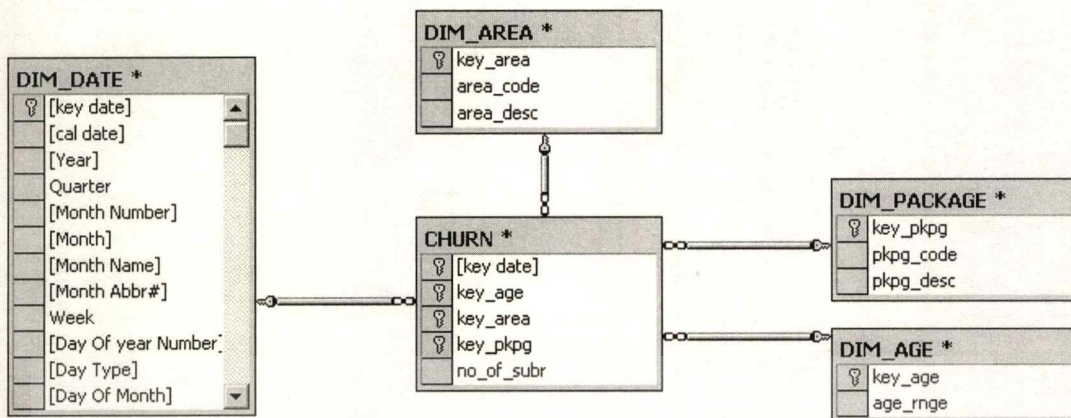 DIM_AREA *
key_area
area_code
area_desc
DIM_DATE *
[key date]
[cal date]
[Year]
Quarter
[Month Number]
[Month]
[Month Name]
[Month Abbr#]
Week
[Day Of year Number]
[Day Type]
[Day Of Month]
CHURN *
[key date]
key_age
key_area
key_pkpg
no_of_subr
DIM_PACKAGE *
key_pkpg
pkpg_code
pkpg_desc
DIM_AGE *
key_age
age_rnge